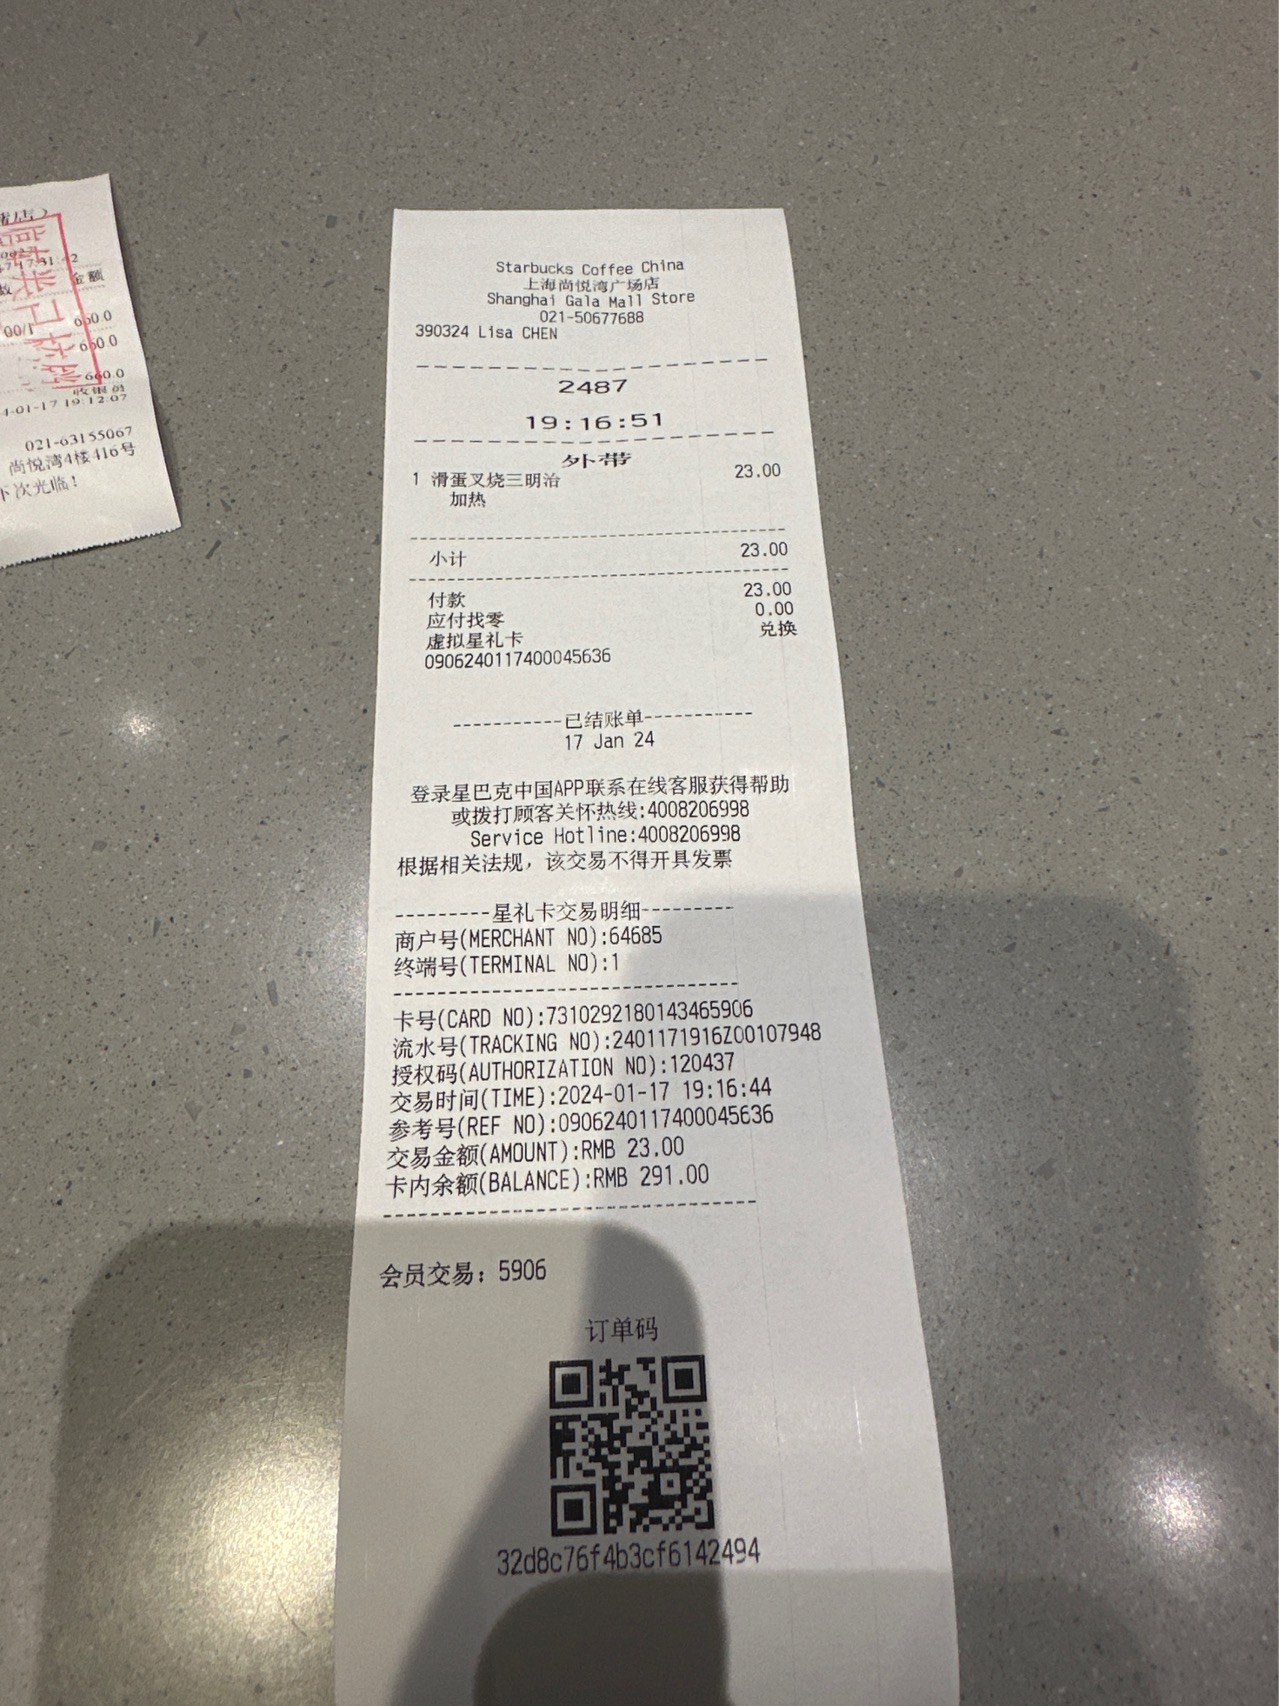 660.0
660.0
660.0
金额
19:12:07
021-63155067
尚悦湾4楼416号
下次光临!
Starbucks Coffee China
上海尚悦湾广场店
Shanghai Gala Mall Store
021-50677688
390324 Lisa CHEN
2487
19:16:51
外带
1 滑蛋叉烧三明治 23.00
加热
小计 23.00
付款 23.00
应付找零 0.00
虚拟星礼卡 兑换
0906240117400045636
-----------已结账单-----------
17 Jan 24
登录星巴克中国APP联系在线客服获得帮助
或拨打顾客关怀热线:4008206998
Service Hotline:4008206998
根据相关法规，该交易不得开具发票
---------星礼卡交易明细---------
商户号(MERCHANT NO):64685
终端号(TERMINAL NO):1
卡号(CARD NO):7310292180143465906
流水号(TRACKING NO):2401171916Z00107948
授权码(AUTHORIZATION NO):120437
交易时间(TIME):2024-01-17 19:16:44
参考号(REF NO):0906240117400045636
交易金额(AMOUNT):RMB 23.00
卡内余额(BALANCE):RMB 291.00
会员交易: 5906
订单码
32d8c76f4b3cf6142494